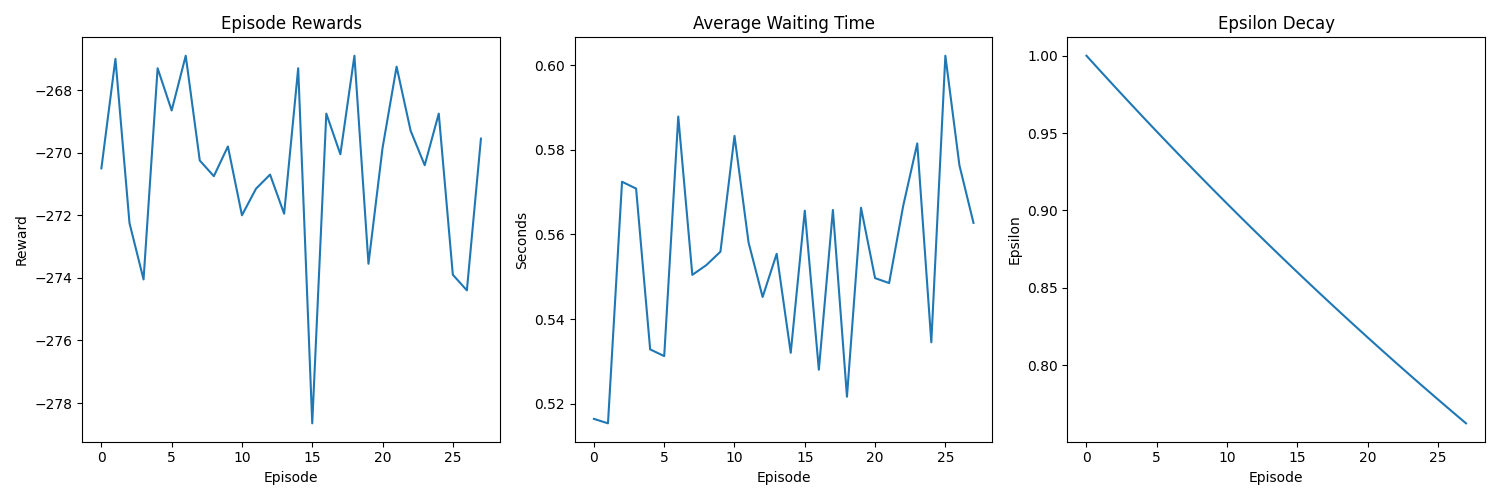 Episode Rewards
Reward
−268
−270
−272
−274
−276
−278
0 5 10 15 20 25
Episode
Average Waiting Time
Seconds
0.60
0.58
0.56
0.54
0.52
0 5 10 15 20 25
Episode
Epsilon Decay
Epsilon
1.00
0.95
0.90
0.85
0.80
0 5 10 15 20 25
Episode